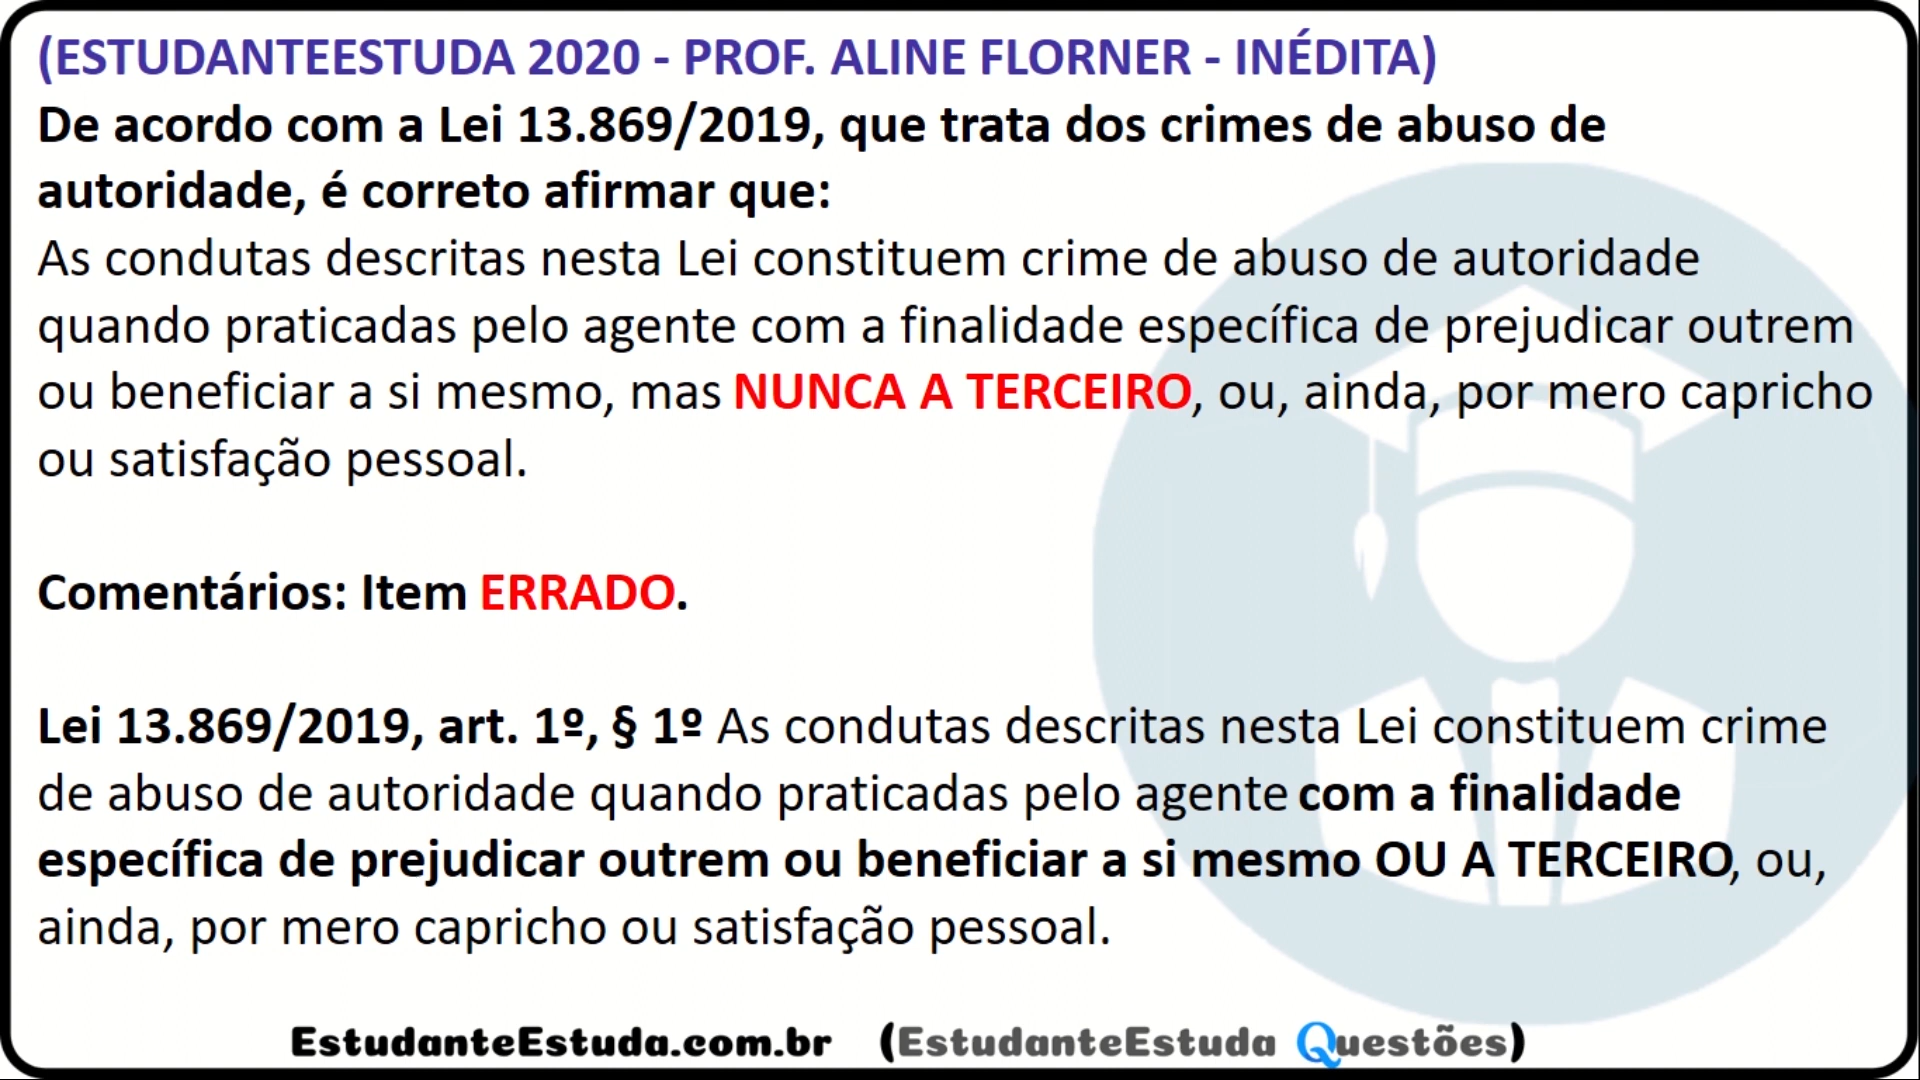 (ESTUDANTEESTUDA 2020 - PROF. ALINE FLORNER - INÉDITA)
De acordo com a Lei 13.869/2019, que trata dos crimes de abuso de
autoridade, é correto afirmar que:
As condutas descritas nesta Lei constituem crime de abuso de autoridade
quando praticadas pelo agente com a finalidade específica de prejudicar outrem
ou beneficiar a si mesmo, mas NUNCA A TERCEIRO, ou, ainda, por mero capricho
ou satisfação pessoal.
Comentários: Item ERRADO.
Lei 13.869/2019, art. 1º, § 1º As condutas descritas nesta Lei constituem crime
de abuso de autoridade quando praticadas pelo agente com a finalidade
específica de prejudicar outrem ou beneficiar a si mesmo OU A TERCEIRO, ou,
ainda, por mero capricho ou satisfação pessoal.
EstudanteEstuda.com.br (EstudanteEstuda Questões)